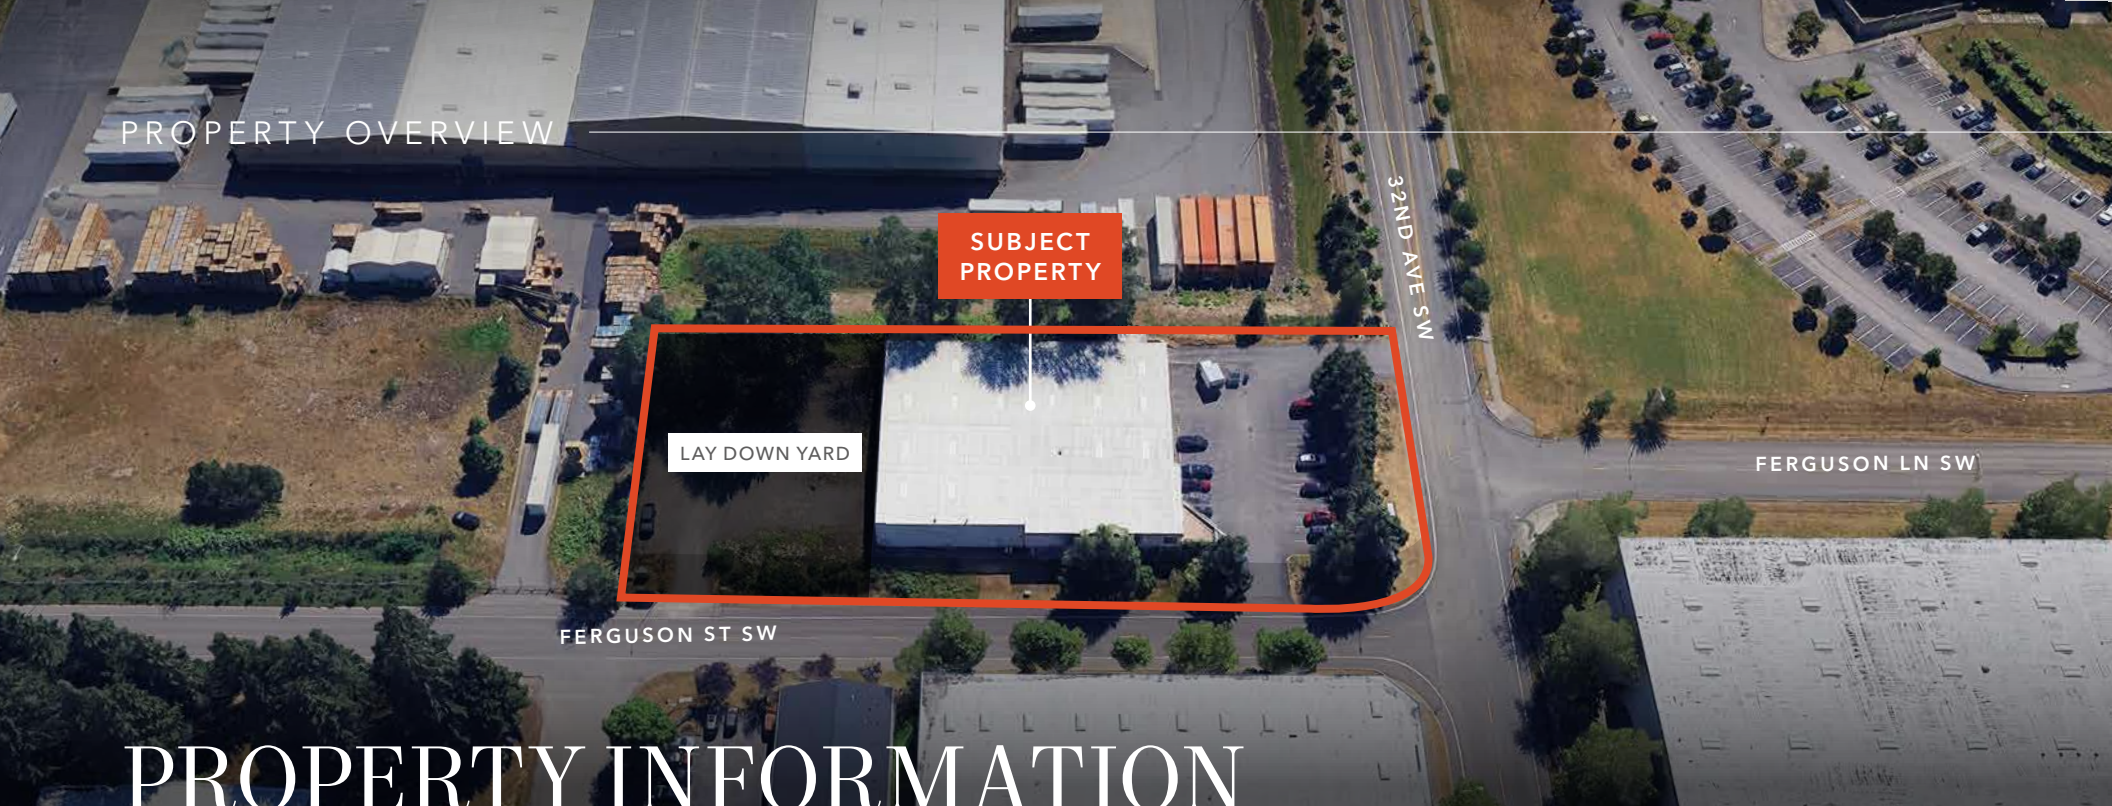 PROPERTY OVERVIEW
32ND AVE SW
SUBJECT
PROPERTY
LAY DOWN YARD
FERGUSON LN SW
FERGUSON ST SW
PROPERTY INFORMATION